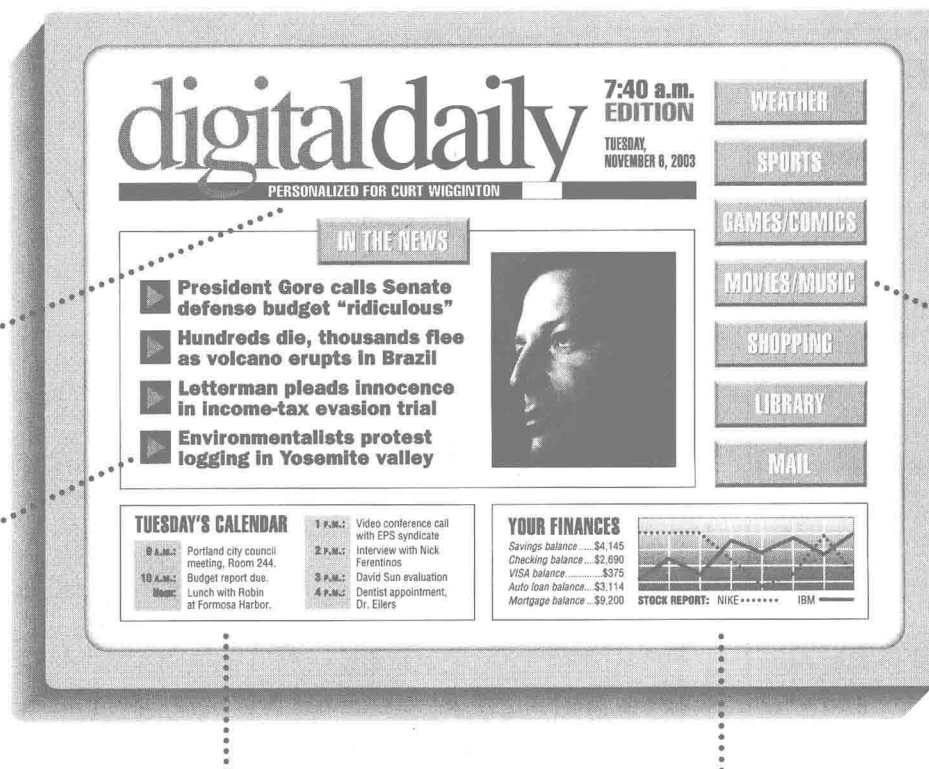 digitaldaily
7:40 a.m.
EDITION
TUESDAY,
NOVEMBER 6, 2003
PERSONALIZED FOR CURT WIGGINTON
IN THE NEWS
President Gore calls Senate
defense budget “ridiculous”
Hundreds die, thousands flee
as volcano erupts in Brazil
Letterman pleads innocence
in income-tax evasion trial
Environmentalists protest
logging in Yosemite valley
WEATHER
SPORTS
GAMES/COMICS
MOVIES/MUSIC
SHOPPING
LIBRARY
MAIL
TUESDAY'S CALENDAR
9 A.M.: Portland city council
meeting, Room 244.
10 A.M.: Budget report due.
Noon: Lunch with Robin
at Formosa Harbor.
1 P.M.: Video conference call
with EPS syndicate
2 P.M.: Interview with Nick
Ferentinos
3 P.M.: David Sun evaluation
4 P.M.: Dentist appointment,
Dr. Eilers
YOUR FINANCES
Savings balance ......$4,145
Checking balance ...$2,690
VISA balance.............$375
Auto loan balance....$3,114
Mortgage balance...$9,200
STOCK REPORT: NIKE IBM